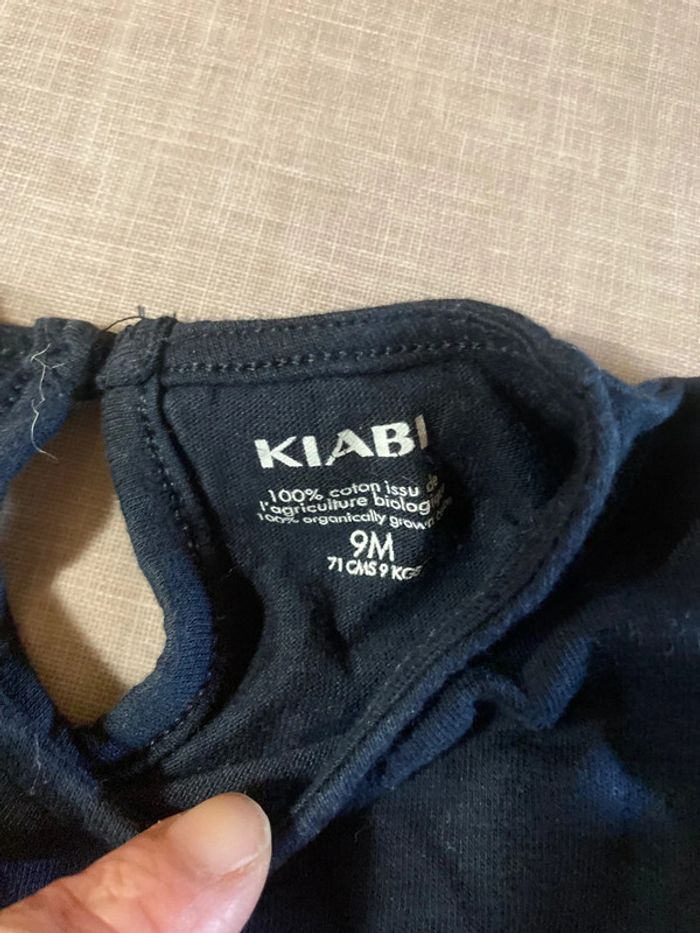 KIABI
100% coton issu de
l'agriculture biologique
100% organically grown
9M
71 CMS 9 KGS